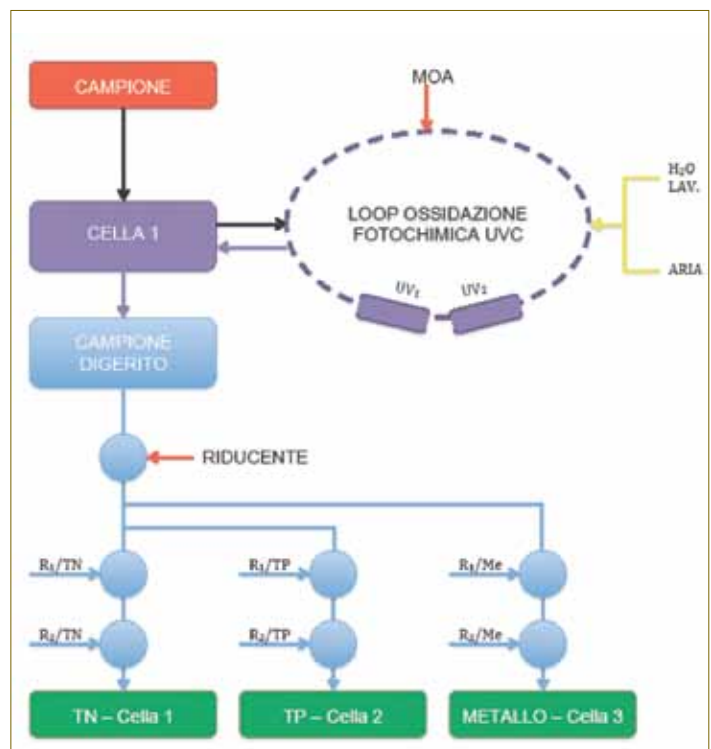 CAMPIONE
MOA
H₂O
LAV.
CELLA 1
LOOP OSSIDAZIONE
FOTOCHIMICA UVC
ARIA
UV₁
UV2
CAMPIONE
DIGERITO
RIDUCENTE
R₁/TN
R₁/TP
R₁/Me
R₂/TN
R₂/TP
R₂/Me
TN – Cella 1
TP – Cella 2
METALLO – Cella 3